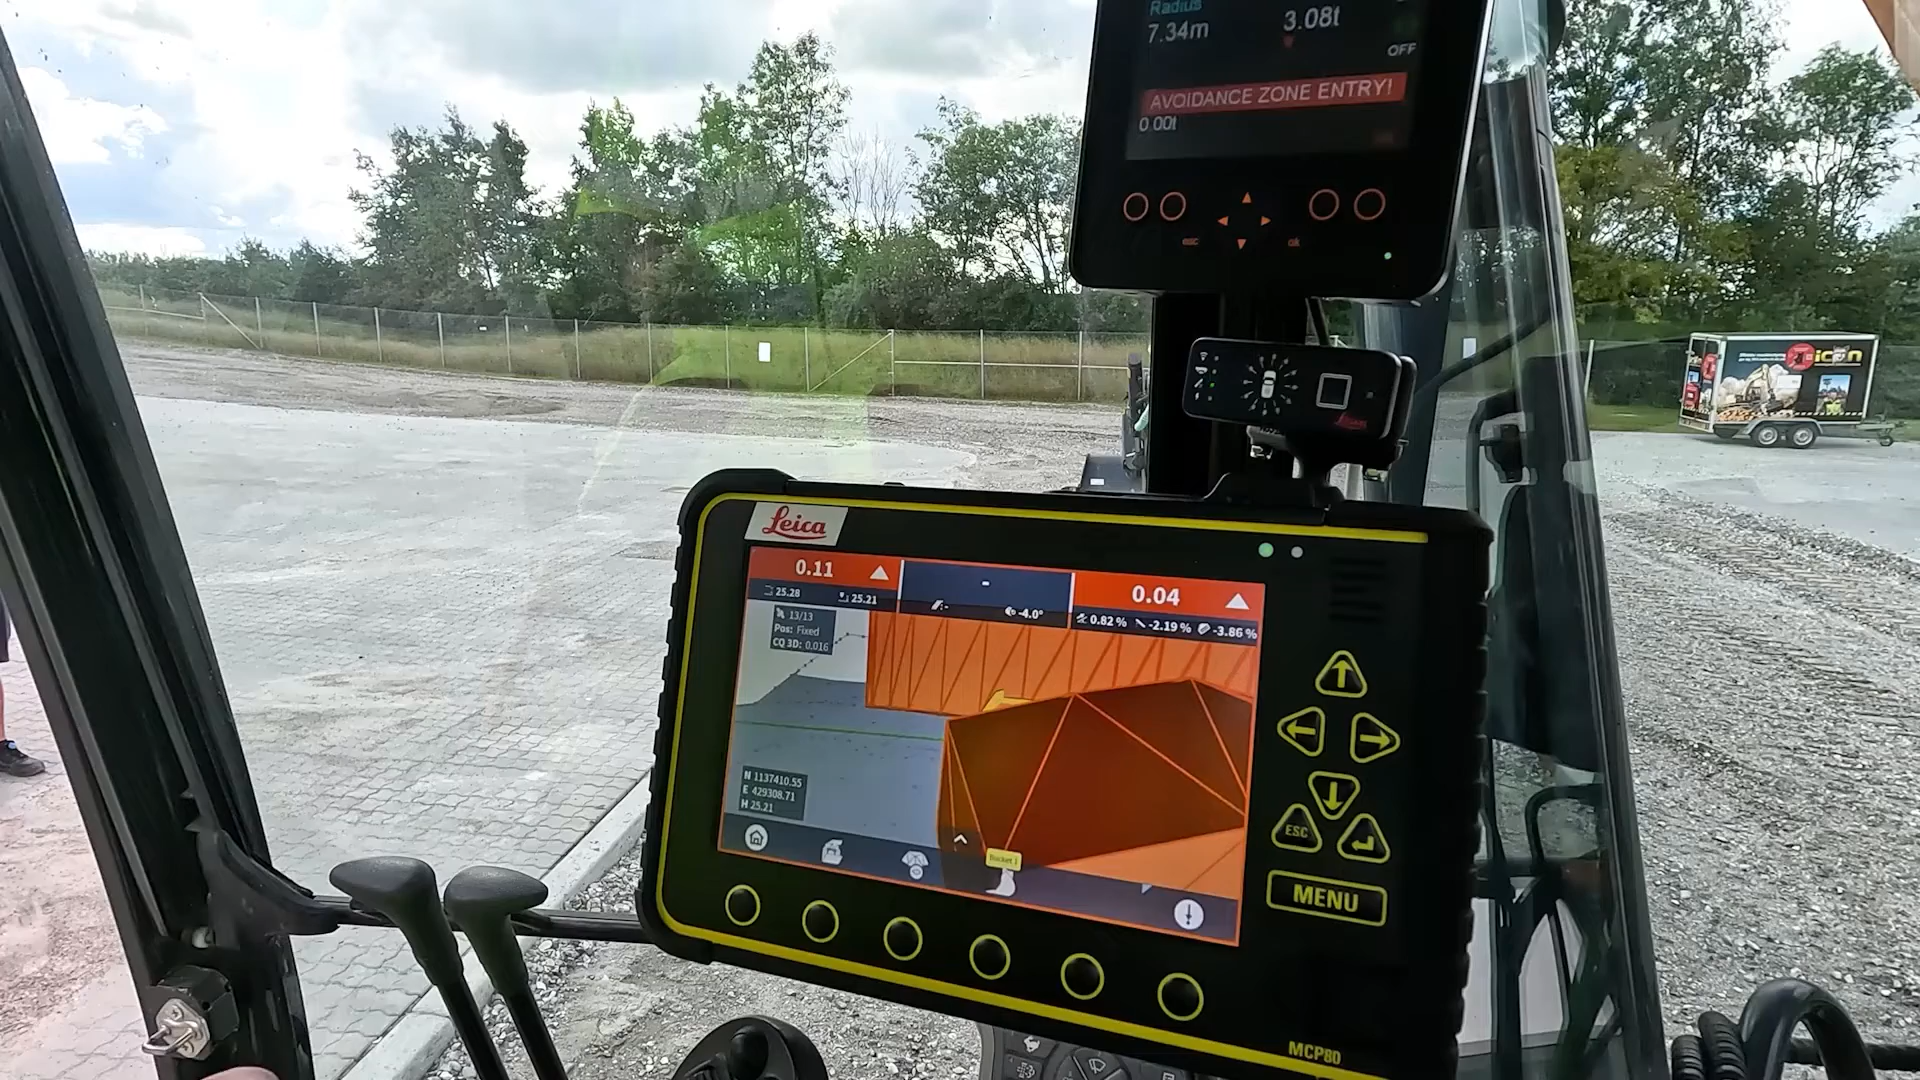 Radius
7.34m
3.08t
OFF
AVOIDANCE ZONE ENTRY!
0.00t
esc
ok
icon
Leica
0.11
0.04
25.28
25.21
-4.0°
0.82 %
-2.19 %
-3.86 %
13/13
Pos: Fixed
CQ 3D: 0.016
N 1137410.55
E 429308.71
H 25.21
Bucket 1
ESC
MENU
MCP80